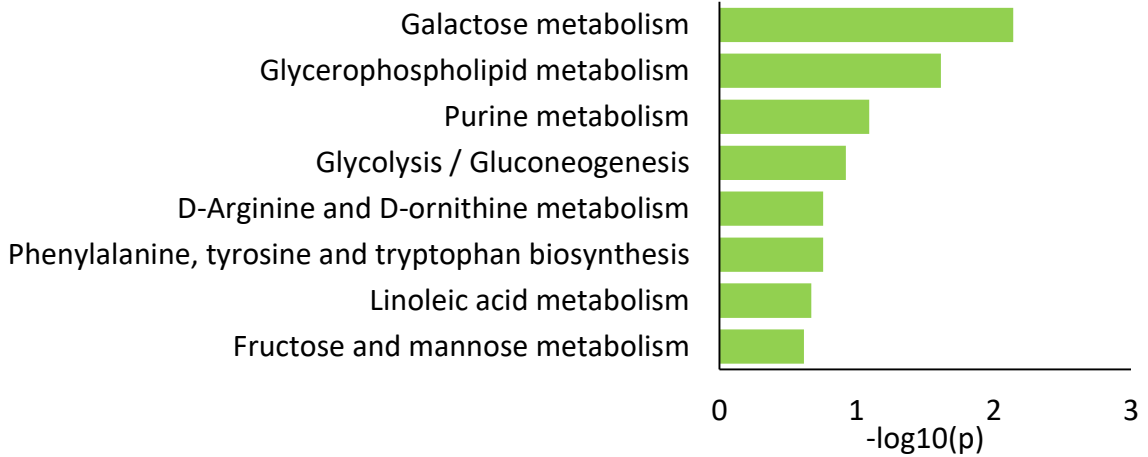 Galactose metabolism
Glycerophospholipid metabolism
Purine metabolism
Glycolysis / Gluconeogenesis
D-Arginine and D-ornithine metabolism
Phenylalanine, tyrosine and tryptophan biosynthesis
Linoleic acid metabolism
Fructose and mannose metabolism
0 1 2 3
-log10(p)